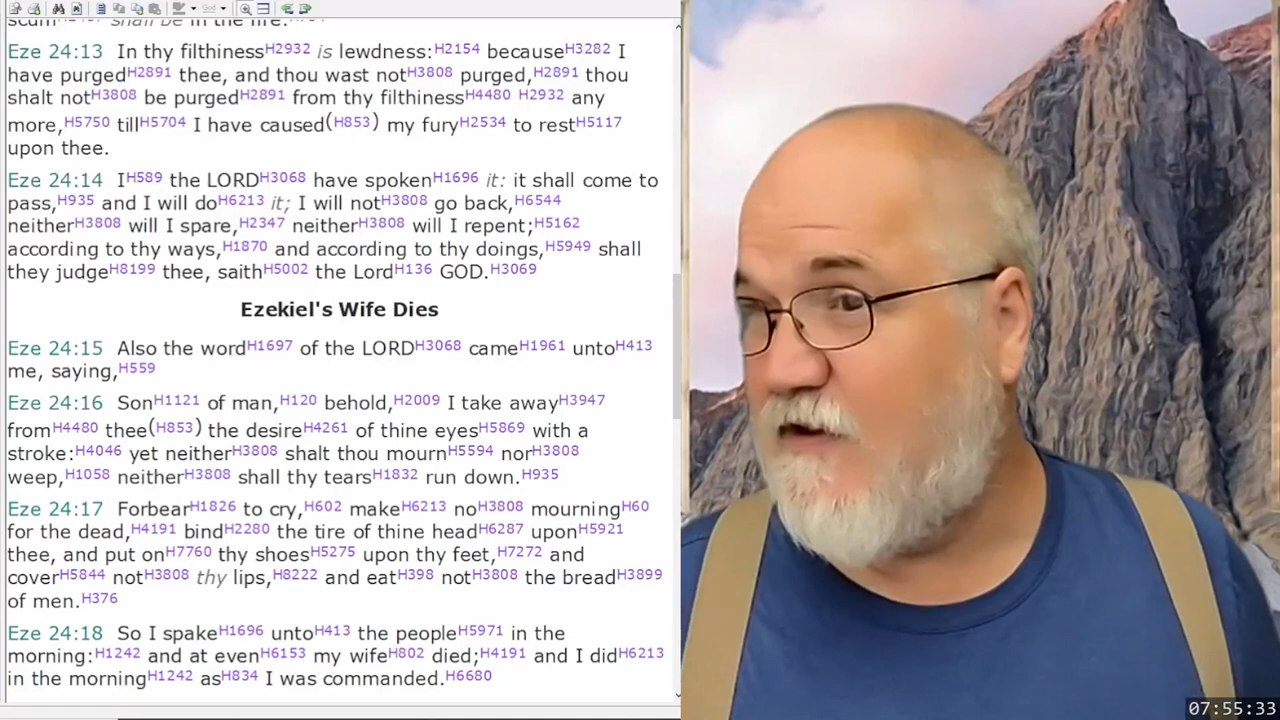 scumH2457 shall be in the fire.H784
Eze 24:13 In thy filthinessH2932 is lewdness:H2154 becauseH3282 I
have purgedH2891 thee, and thou wast notH3808 purged,H2891 thou
shalt notH3808 be purgedH2891 from thy filthinessH4480 H2932 any
more,H5750 tillH5704 I have caused(H853) my furyH2534 to restH5117
upon thee.
Eze 24:14 IH589 the LORDH3068 have spokenH1696 it: it shall come to
pass,H935 and I will doH6213 it; I will notH3808 go back,H6544
neitherH3808 will I spare,H2347 neitherH3808 will I repent;H5162
according to thy ways,H1870 and according to thy doings,H5949 shall
they judgeH8199 thee, saithH5002 the LordH136 GOD.H3069
Ezekiel's Wife Dies
Eze 24:15 Also the wordH1697 of the LORDH3068 cameH1961 untoH413
me, saying,H559
Eze 24:16 SonH1121 of man,H120 behold,H2009 I take awayH3947
fromH4480 thee(H853) the desireH4261 of thine eyesH5869 with a
stroke:H4046 yet neitherH3808 shalt thou mournH5594 norH3808
weep,H1058 neitherH3808 shall thy tearsH1832 run down.H935
Eze 24:17 ForbearH1826 to cry,H602 makeH6213 noH3808 mourningH60
for the dead,H4191 bindH2280 the tire of thine headH6287 uponH5921
thee, and put onH7760 thy shoesH5275 upon thy feet,H7272 and
coverH5844 notH3808 thy lips,H8222 and eatH398 notH3808 the breadH3899
of men.H376
Eze 24:18 So I spakeH1696 untoH413 the peopleH5971 in the
morning:H1242 and at evenH6153 my wifeH802 died;H4191 and I didH6213
in the morningH1242 asH834 I was commanded.H6680
07:55:33